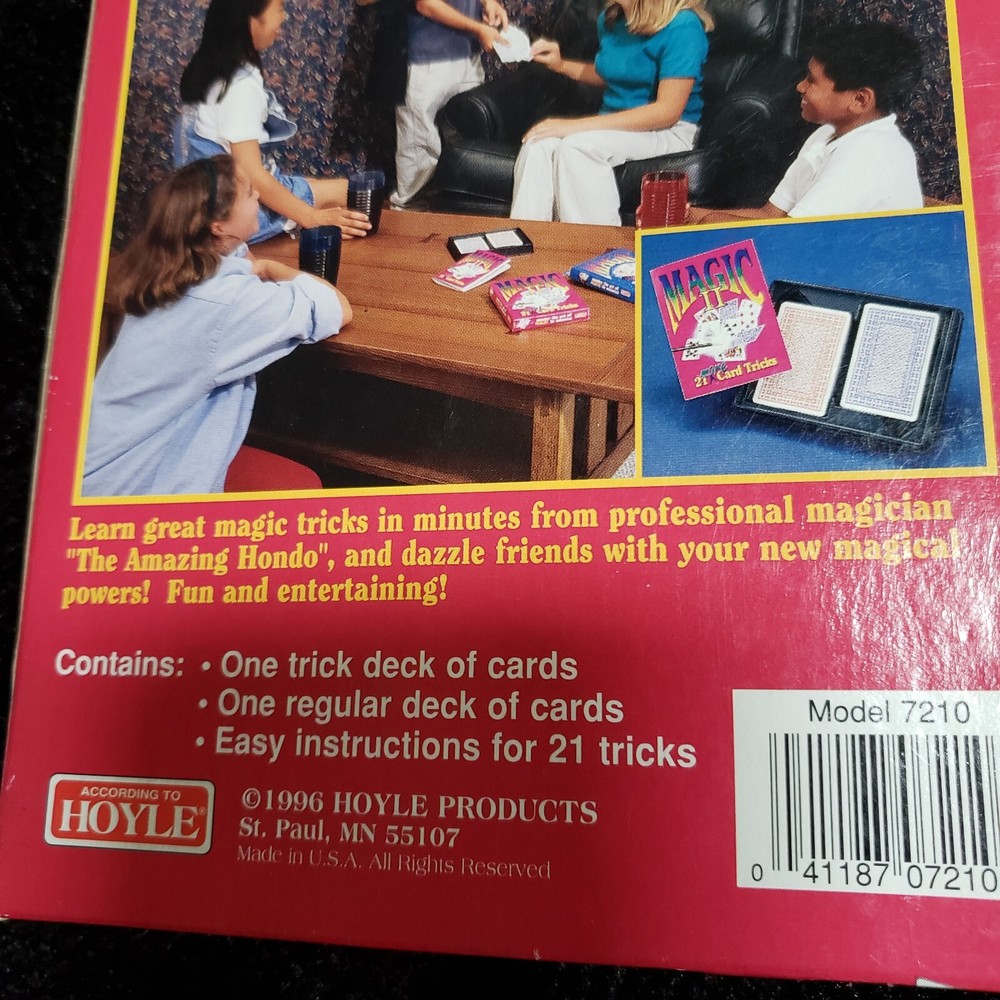 MAGIC
II
21 more Card Tricks
MAGIC
Learn great magic tricks in minutes from professional magician
"The Amazing Hondo", and dazzle friends with your new magical
powers!  Fun and entertaining!
Contains: • One trick deck of cards
• One regular deck of cards
• Easy instructions for 21 tricks
Model 7210
ACCORDING TO
HOYLE®
©1996 HOYLE PRODUCTS
St. Paul, MN 55107
Made in U.S.A. All Rights Reserved
0 41187 07210